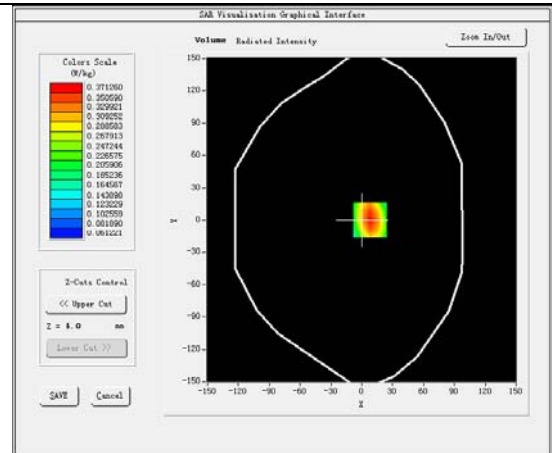 SAR Visualisation Graphical Interface
Volume Radiated Intensity
Zoom In/Out
Colors Scale
(W/kg)
0.371260
0.350590
0.329921
0.309252
0.288583
0.267913
0.247244
0.226575
0.205906
0.185236
0.164567
0.143898
0.123229
0.102559
0.081890
0.061221
Z-Cuts Control
<< Upper Cut
Z = 4.0 mm
Lower Cut >>
SAVE Cancel
150
120
90
60
30
0
-30
-60
-90
-120
-150
Y
-150 -120 -90 -60 -30 0 30 60 90 120 150
X